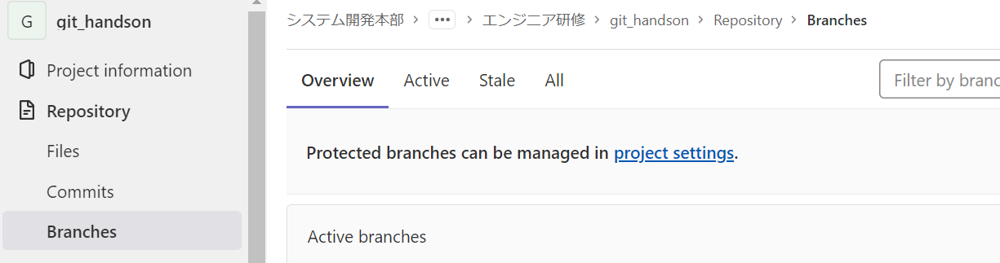 G git_handson
Project information
Repository
Files
Commits
Branches
システム開発本部 > ••• > エンジニア研修 > git_handson > Repository > Branches
Overview Active Stale All
Filter by branc
Protected branches can be managed in project settings.
Active branches